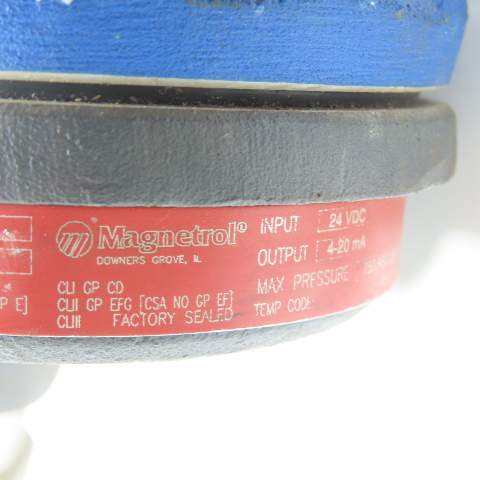 Magnetrol®
DOWNERS GROVE, IL
INPUT 24 VDC
OUTPUT 4-20 mA
MAX PRESSURE
TEMP CODE
P E]
CLI GP CD
CLII GP EFG [CSA NO GP EF]
CLIII FACTORY SEALED